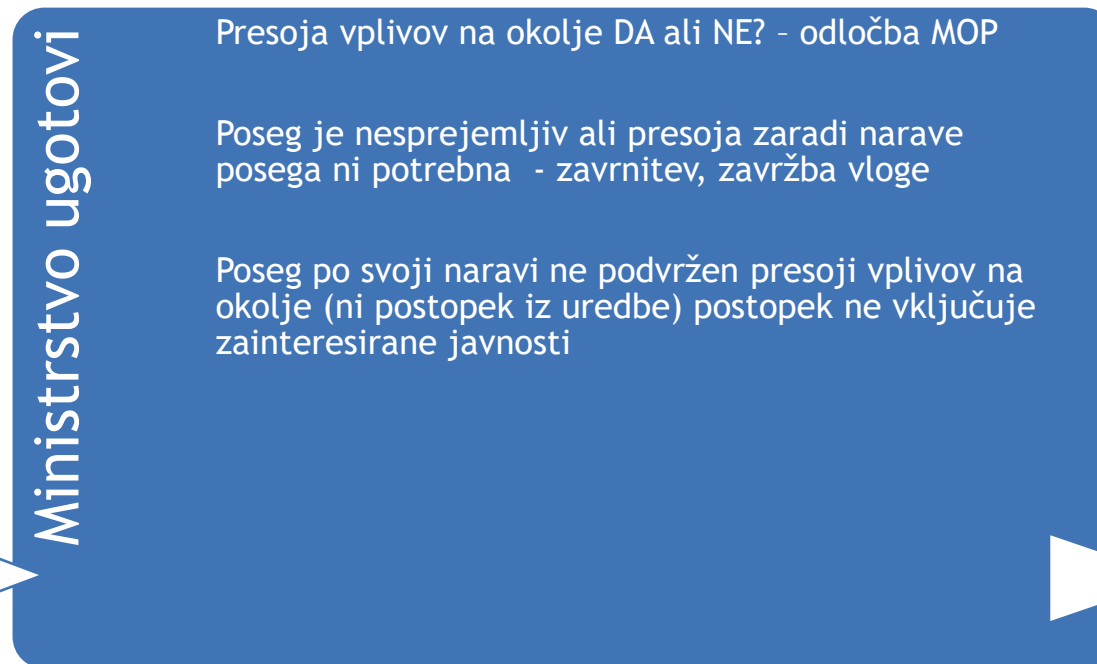 Ministrstvo ugotovi
Presoja vplivov na okolje DA ali NE? – odločba MOP
Poseg je nesprejemljiv ali presoja zaradi narave
posega ni potrebna  - zavrnitev, zavržba vloge
Poseg po svoji naravi ne podvržen presoji vplivov na
okolje (ni postopek iz uredbe) postopek ne vključuje
zainteresirane javnosti